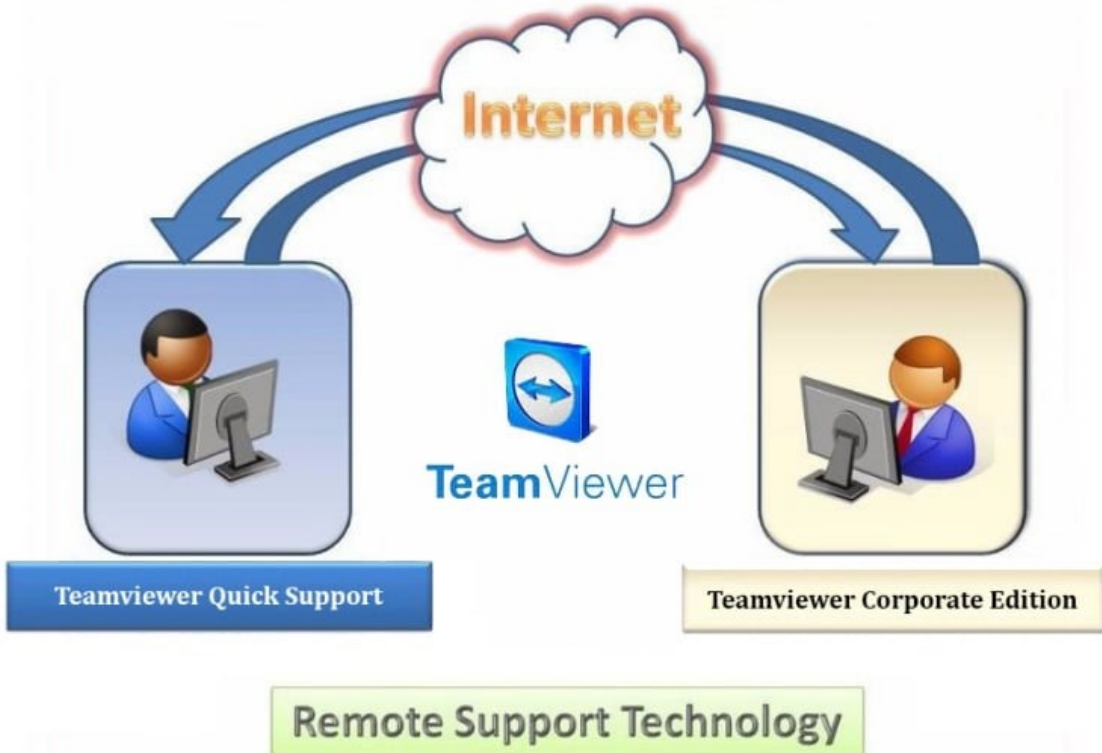 Internet
TeamViewer
Teamviewer Quick Support
Teamviewer Corporate Edition
Remote Support Technology